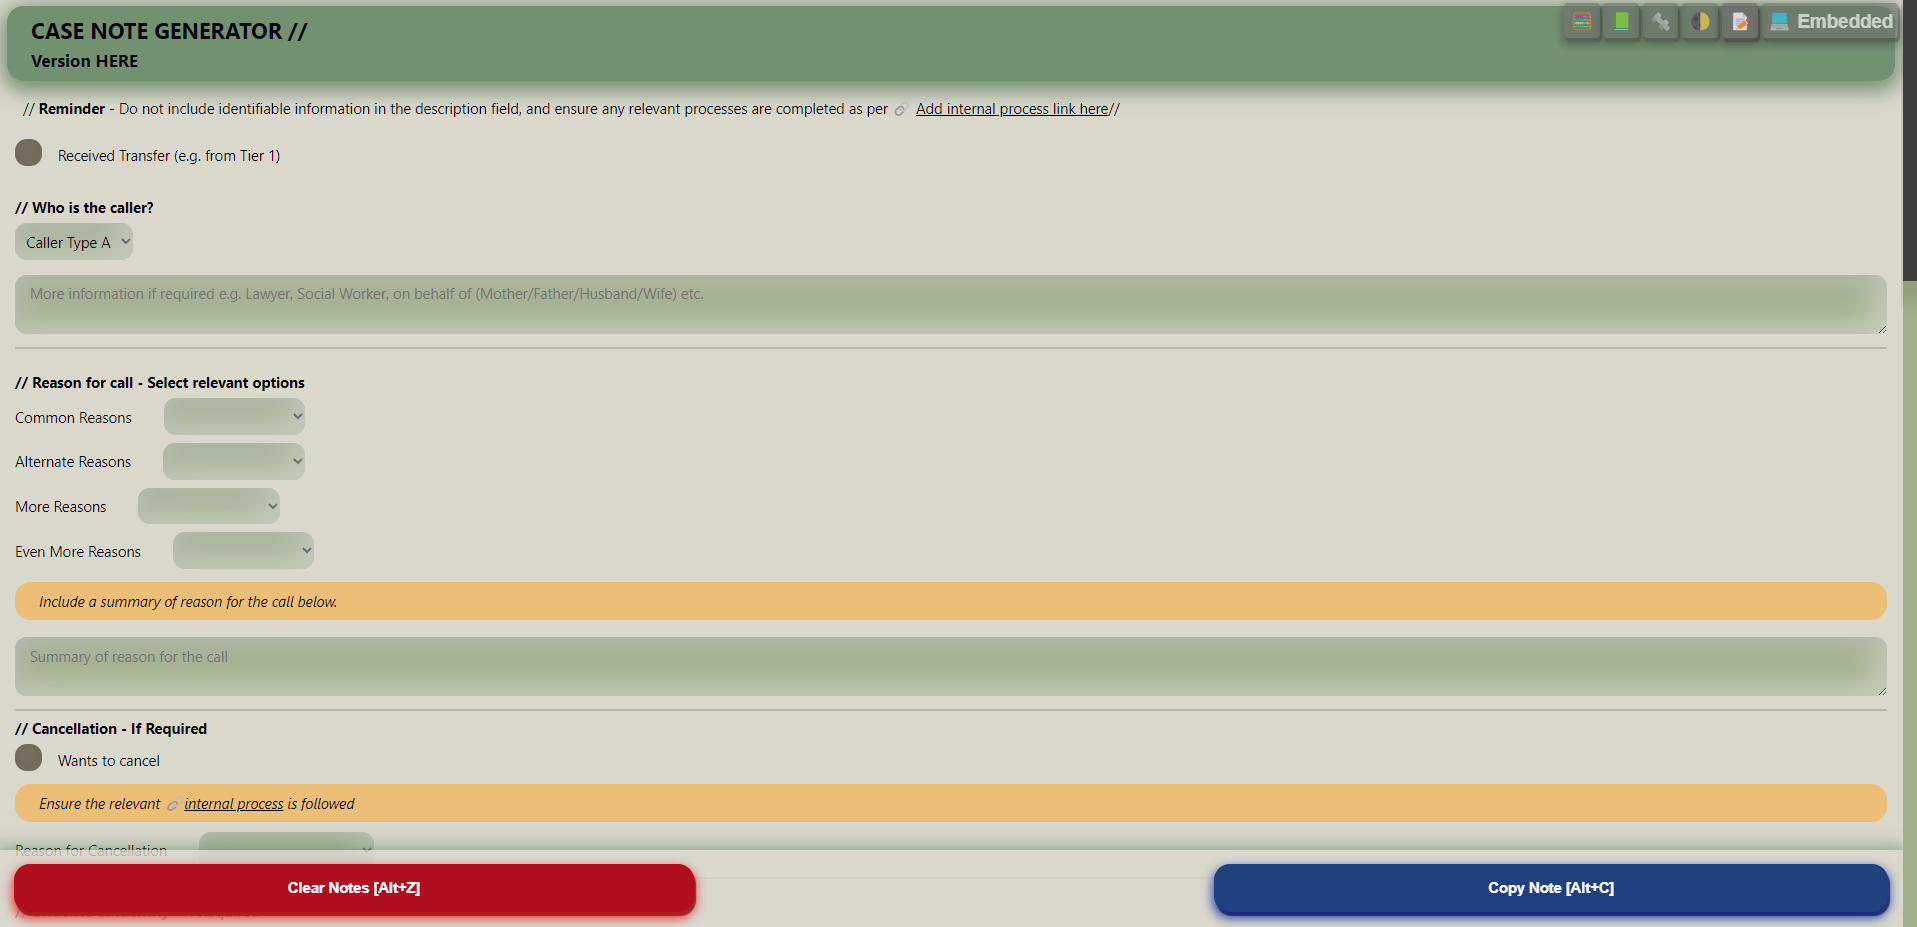 CASE NOTE GENERATOR //
Embedded
Version HERE
// Reminder - Do not include identifiable information in the description field, and ensure any relevant processes are completed as per Add internal process link here//
Received Transfer (e.g. from Tier 1)
// Who is the caller?
Caller Type A
More information if required e.g. Lawyer, Social Worker, on behalf of (Mother/Father/Husband/Wife) etc.
// Reason for call - Select relevant options
Common Reasons
Alternate Reasons
More Reasons
Even More Reasons
Include a summary of reason for the call below.
Summary of reason for the call
// Cancellation - If Required
Wants to cancel
Ensure the relevant internal process is followed
Reason for Cancellation
Clear Notes [Alt+Z]
Copy Note [Alt+C]